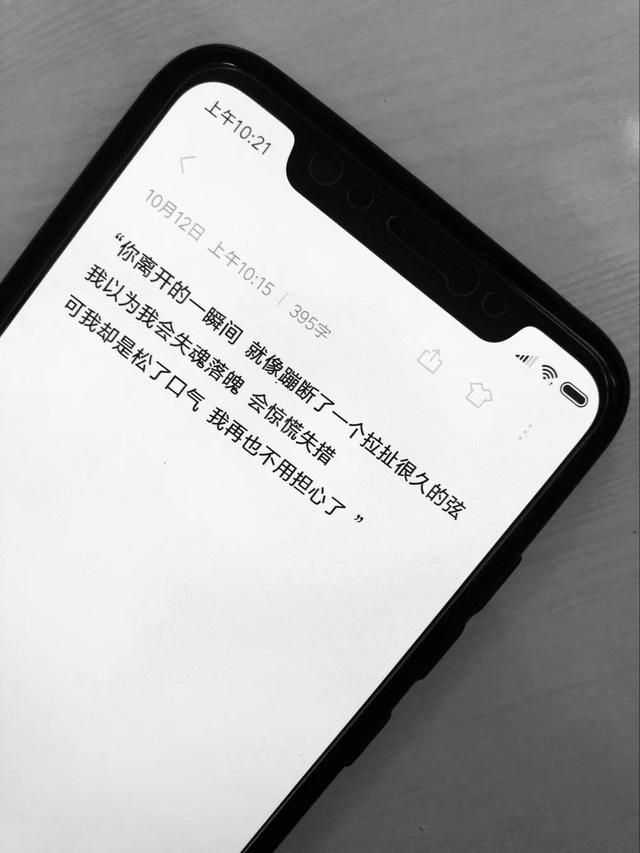 上午10:21
10月12日 上午10:15 | 395字
“你离开的一瞬间 就像蹦断了一个拉扯很久的弦
我以为我会失魂落魄 会惊慌失措
可我却是松了口气 我再也不用担心了 ”